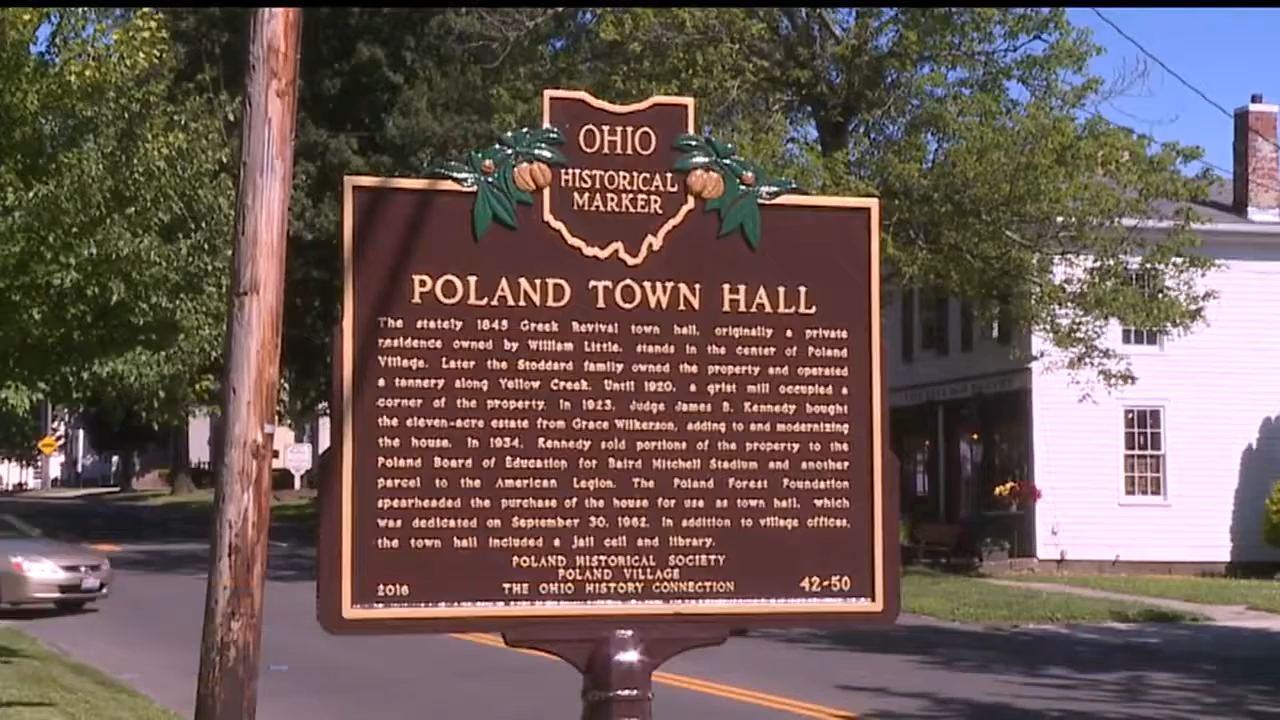 OHIO
HISTORICAL
MARKER
POLAND TOWN HALL
The stately 1845 Greek Revival town hall, originally a private
residence owned by William Little, stands in the center of Poland
Village. Later the Stoddard family owned the property and operated
a tannery along Yellow Creek. Until 1920, a grist mill occupied a
corner of the property. In 1923, Judge James B. Kennedy bought
the eleven-acre estate from Grace Wilkerson, adding to and modernizing
the house. In 1934, Kennedy sold portions of the property to the
Poland Board of Education for Baird Mitchell Stadium and another
parcel to the American Legion. The Poland Forest Foundation
spearheaded the purchase of the house for use as town hall, which
was dedicated on September 30, 1962. In addition to village offices,
the town hall included a jail cell and library.
POLAND HISTORICAL SOCIETY
POLAND VILLAGE
2016 THE OHIO HISTORY CONNECTION 42-50